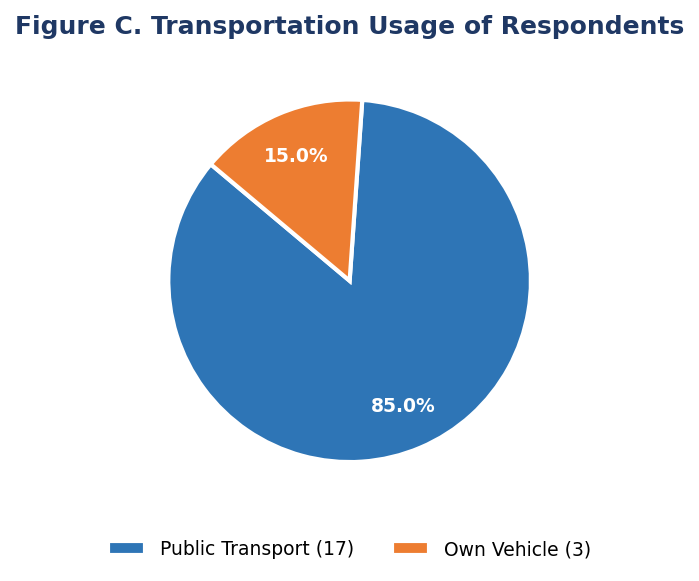 Figure C. Transportation Usage of Respondents
15.0%
85.0%
Public Transport (17)
Own Vehicle (3)